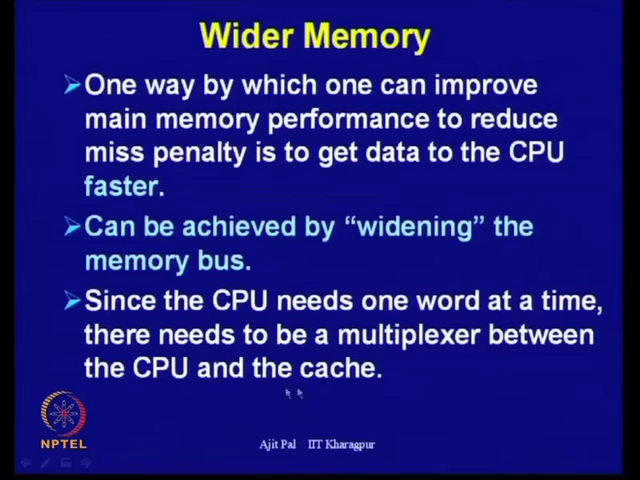 Wider Memory
One way by which one can improve
main memory performance to reduce
miss penalty is to get data to the CPU
faster.
Can be achieved by “widening” the
memory bus.
Since the CPU needs one word at a time,
there needs to be a multiplexer between
the CPU and the cache.
NPTEL
Ajit Pal IIT Kharagpur